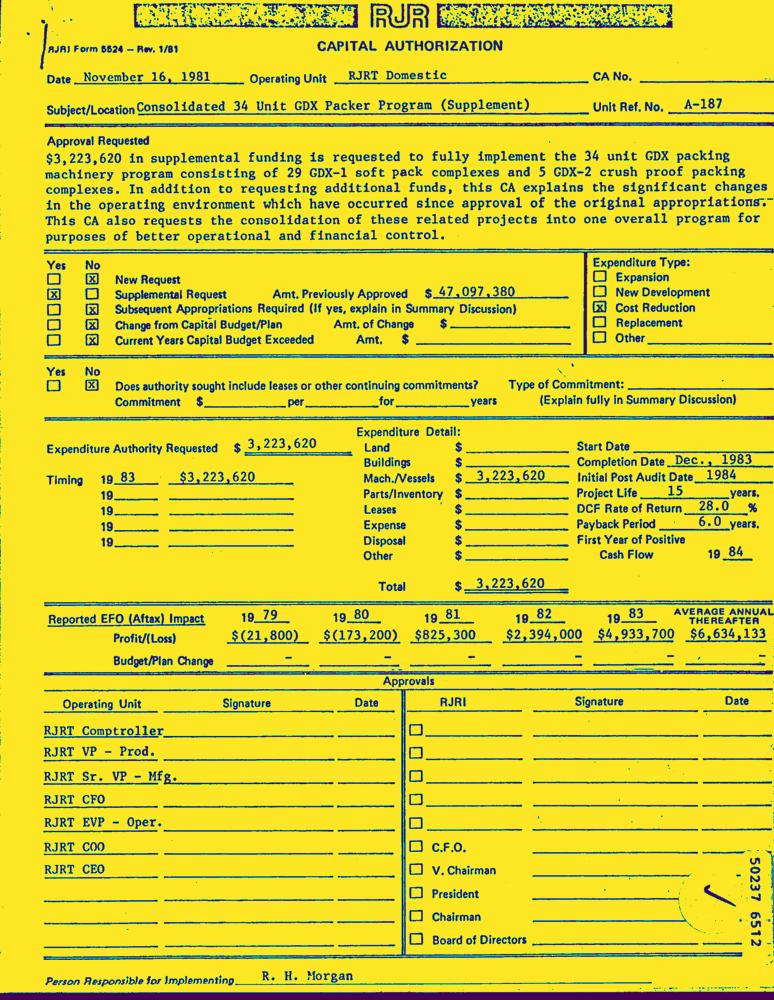 RJR
RJRI Form 5524 — Rev. 1/81
CAPITAL AUTHORIZATION
Date November 16, 1981 Operating Unit RJRT Domestic CA No.
Subject/Location Consolidated 34 Unit GDX Packer Program (Supplement) Unit Ref. No. A-187
Approval Requested
$3,223,620 in supplemental funding is requested to fully implement the 34 unit GDX packing
machinery program consisting of 29 GDX-1 soft pack complexes and 5 GDX-2 crush proof packing
complexes. In addition to requesting additional funds, this CA explains the significant changes
in the operating environment which have occurred since approval of the original appropriations.
This CA also requests the consolidation of these related projects into one overall program for
purposes of better operational and financial control.
Yes No Expenditure Type:
☐ ☒ New Request ☐ Expansion
☒ ☐ Supplemental Request Amt. Previously Approved $ 47,097,380 ☐ New Development
☐ ☒ Subsequent Appropriations Required (If yes, explain in Summary Discussion) ☒ Cost Reduction
☐ ☒ Change from Capital Budget/Plan Amt. of Change $ ☐ Replacement
☐ ☒ Current Years Capital Budget Exceeded Amt. $ ☐ Other
Yes No
☐ ☒ Does authority sought include leases or other continuing commitments? Type of Commitment:
Commitment $ per for years (Explain fully in Summary Discussion)
Expenditure Detail:
Expenditure Authority Requested $ 3,223,620 Land $ Start Date
Buildings $ Completion Date Dec., 1983
Timing 19 83 $3,223,620 Mach./Vessels $ 3,223,620 Initial Post Audit Date 1984
19 Parts/Inventory $ Project Life 15 years.
19 Leases $ DCF Rate of Return 28.0 %
19 Expense $ Payback Period 6.0 years.
19 Disposal $ First Year of Positive
Other $ Cash Flow 19 84
Total $ 3,223,620
Reported EFO (Aftax) Impact 19 79 19 80 19 81 19 82 19 83 AVERAGE ANNUAL THEREAFTER
Profit/(Loss) $(21,800) $(173,200) $825,300 $2,394,000 $4,933,700 $6,634,133
Budget/Plan Change - - - - - -
Approvals
Operating Unit Signature Date RJRI Signature Date
RJRT Comptroller ☐
RJRT VP - Prod. ☐
RJRT Sr. VP - Mfg. ☐
RJRT CFO ☐
RJRT EVP - Oper. ☐
RJRT COO ☐ C.F.O.
RJRT CEO ☐ V. Chairman
☐ President
☐ Chairman
☐ Board of Directors
50237 6512
Person Responsible for Implementing R. H. Morgan